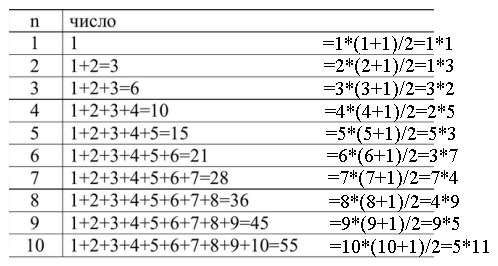 n число
1 1 =1*(1+1)/2=1*1
2 1+2=3 =2*(2+1)/2=1*3
3 1+2+3=6 =3*(3+1)/2=3*2
4 1+2+3+4=10 =4*(4+1)/2=2*5
5 1+2+3+4+5=15 =5*(5+1)/2=5*3
6 1+2+3+4+5+6=21 =6*(6+1)/2=3*7
7 1+2+3+4+5+6+7=28 =7*(7+1)/2=7*4
8 1+2+3+4+5+6+7+8=36 =8*(8+1)/2=4*9
9 1+2+3+4+5+6+7+8+9=45 =9*(9+1)/2=9*5
10 1+2+3+4+5+6+7+8+9+10=55 =10*(10+1)/2=5*11